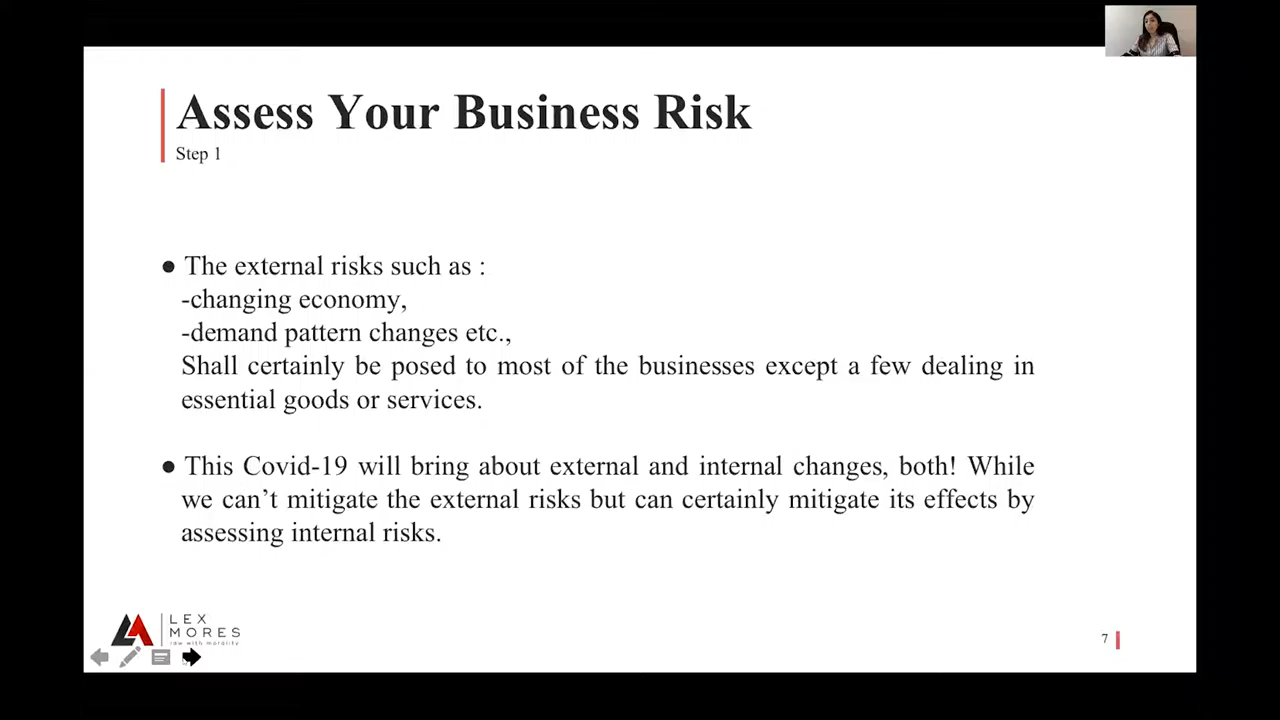 Assess Your Business Risk
Step 1
● The external risks such as :
-changing economy,
-demand pattern changes etc.,
Shall certainly be posed to most of the businesses except a few dealing in
essential goods or services.
● This Covid-19 will bring about external and internal changes, both! While
we can’t mitigate the external risks but can certainly mitigate its effects by
assessing internal risks.
LEX
MORES
law with morality
7